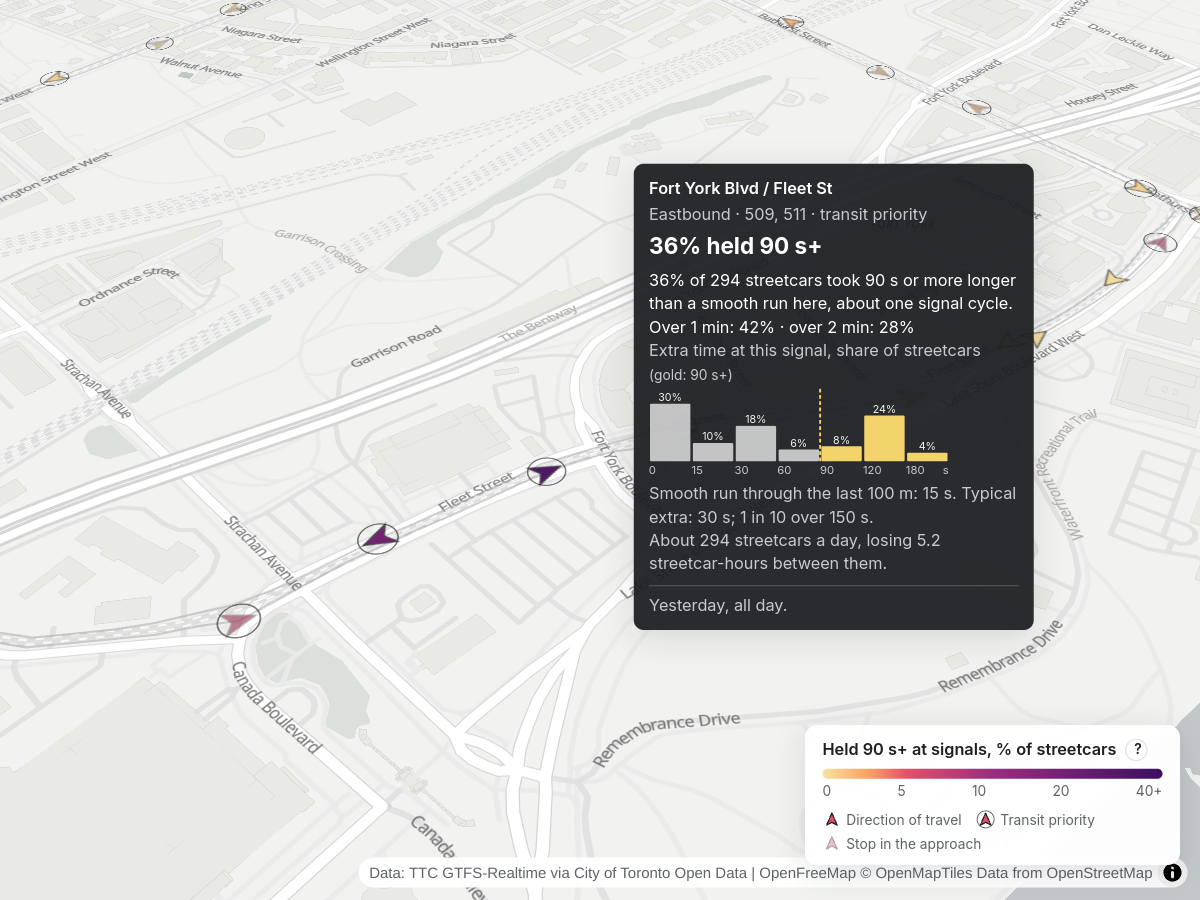 Niagara Street
Wellington Street West
Niagara Street
Walnut Avenue
Bathurst Street
Dan Leckie Way
Fort York Boulevard
Housey Street
West
Garrison Crossing
Ordnance Street
Garrison Road
The Bentway
Strachan Avenue
Fleet Street
Strachan Avenue
Canada Boulevard
Remembrance Drive
Remembrance Drive
Waterfront Recreational Trail
Fort York Blvd / Fleet St
Eastbound · 509, 511 · transit priority
36% held 90 s+
36% of 294 streetcars took 90 s or more longer
than a smooth run here, about one signal cycle.
Over 1 min: 42% · over 2 min: 28%
Extra time at this signal, share of streetcars
(gold: 90 s+)
30% 10% 18% 6% 8% 24% 4%
0 15 30 60 90 120 180 s
Smooth run through the last 100 m: 15 s. Typical
extra: 30 s; 1 in 10 over 150 s.
About 294 streetcars a day, losing 5.2
streetcar-hours between them.
Yesterday, all day.
Held 90 s+ at signals, % of streetcars ?
0 5 10 20 40+
Direction of travel
Transit priority
Stop in the approach
Data: TTC GTFS-Realtime via City of Toronto Open Data | OpenFreeMap © OpenMapTiles Data from OpenStreetMap